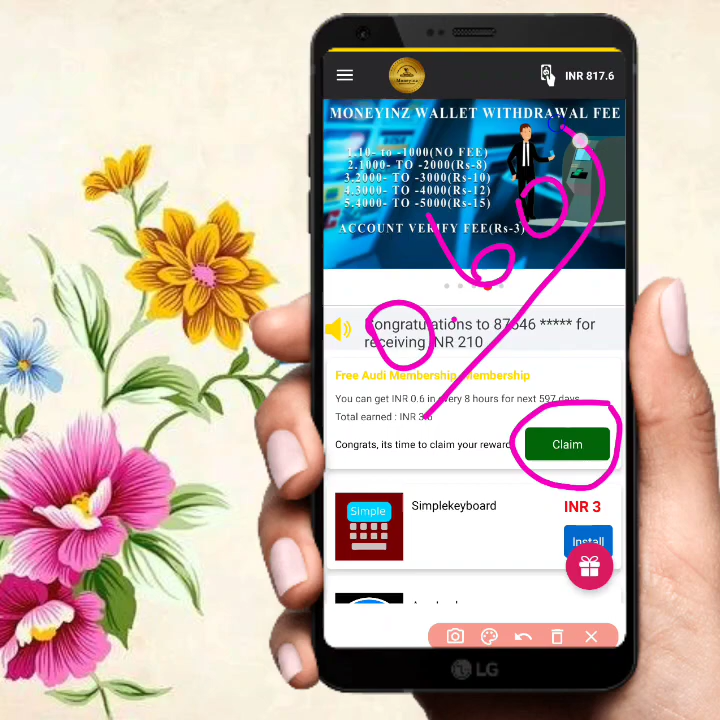 INR 817.6
MONEYINZ WALLET WITHDRAWAL FEE
1.10- to -1000(NO FEE)
2.1000- TO -2000(Rs-8)
3.2000- TO -3000(Rs-10)
4.3000- TO -4000(Rs-12)
5.4000- TO -5000(Rs-15)
ACCOUNT VERIFY FEE(Rs-3)
Congratulations to 87646 ***** for
receiving INR 210
Free Audi Membership Membership
You can get INR 0.6 in every 8 hours for next 597 days
Total earned : INR
Congrats, its time to claim your reward
Claim
Simple
Simplekeyboard
INR 3
Install
LG